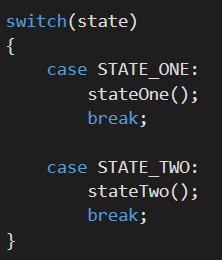 switch(state)
{
    case STATE_ONE:
        stateOne();
        break;

    case STATE_TWO:
        stateTwo();
        break;
}